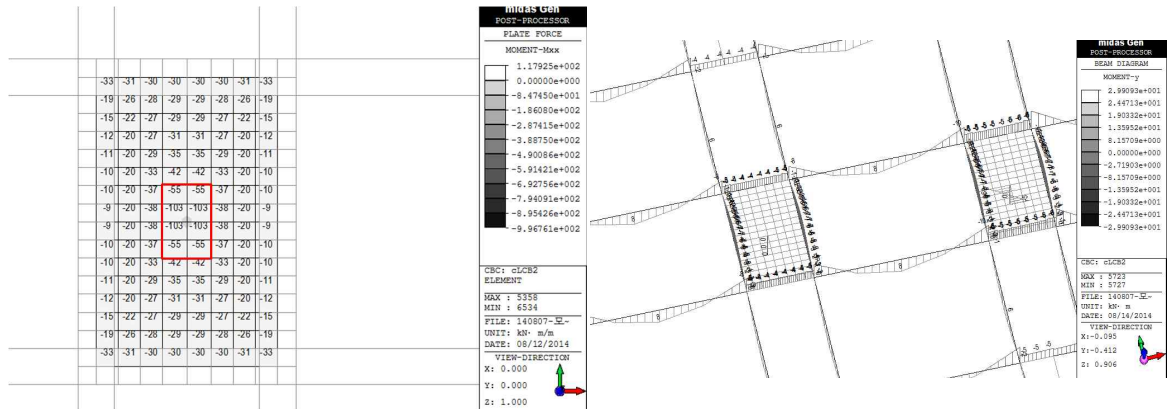 midas Gen
POST-PROCESSOR
PLATE FORCE
MOMENT-Mxx
1.17925e+002
0.00000e+000
-8.47450e+001
-1.86080e+002
-2.87415e+002
-3.88750e+002
-4.90086e+002
-5.91421e+002
-6.92756e+002
-7.94091e+002
-8.95426e+002
-9.96761e+002
CBC: cLCB2
ELEMENT
MAX : 5358
MIN : 6534
FILE: 140807-모~
UNIT: kN· m/m
DATE: 08/12/2014
VIEW-DIRECTION
X: 0.000
Y: 0.000
Z: 1.000
-33 -31 -30 -30 -30 -30 -31 -33
-19 -26 -28 -29 -29 -28 -26 -19
-15 -22 -27 -29 -29 -27 -22 -15
-12 -20 -27 -31 -31 -27 -20 -12
-11 -20 -29 -35 -35 -29 -20 -11
-10 -20 -33 -42 -42 -33 -20 -10
-10 -20 -37 -55 -55 -37 -20 -10
-9 -20 -38 -103 -103 -38 -20 -9
-9 -20 -38 -103 -103 -38 -20 -9
-10 -20 -37 -55 -55 -37 -20 -10
-10 -20 -33 -42 -42 -33 -20 -10
-11 -20 -29 -35 -35 -29 -20 -11
-12 -20 -27 -31 -31 -27 -20 -12
-15 -22 -27 -29 -29 -27 -22 -15
-19 -26 -28 -29 -29 -28 -26 -19
-33 -31 -30 -30 -30 -30 -31 -33
midas Gen
POST-PROCESSOR
BEAM DIAGRAM
MOMENT-y
2.99093e+001
2.44713e+001
1.90332e+001
1.35952e+001
8.15709e+000
0.00000e+000
-2.71903e+000
-8.15709e+000
-1.35952e+001
-1.90332e+001
-2.44713e+001
-2.99093e+001
CBC: cLCB2
MAX : 5723
MIN : 5727
FILE: 140807-모~
UNIT: kN·m
DATE: 08/14/2014
VIEW-DIRECTION
X:-0.095
Y:-0.412
Z: 0.906